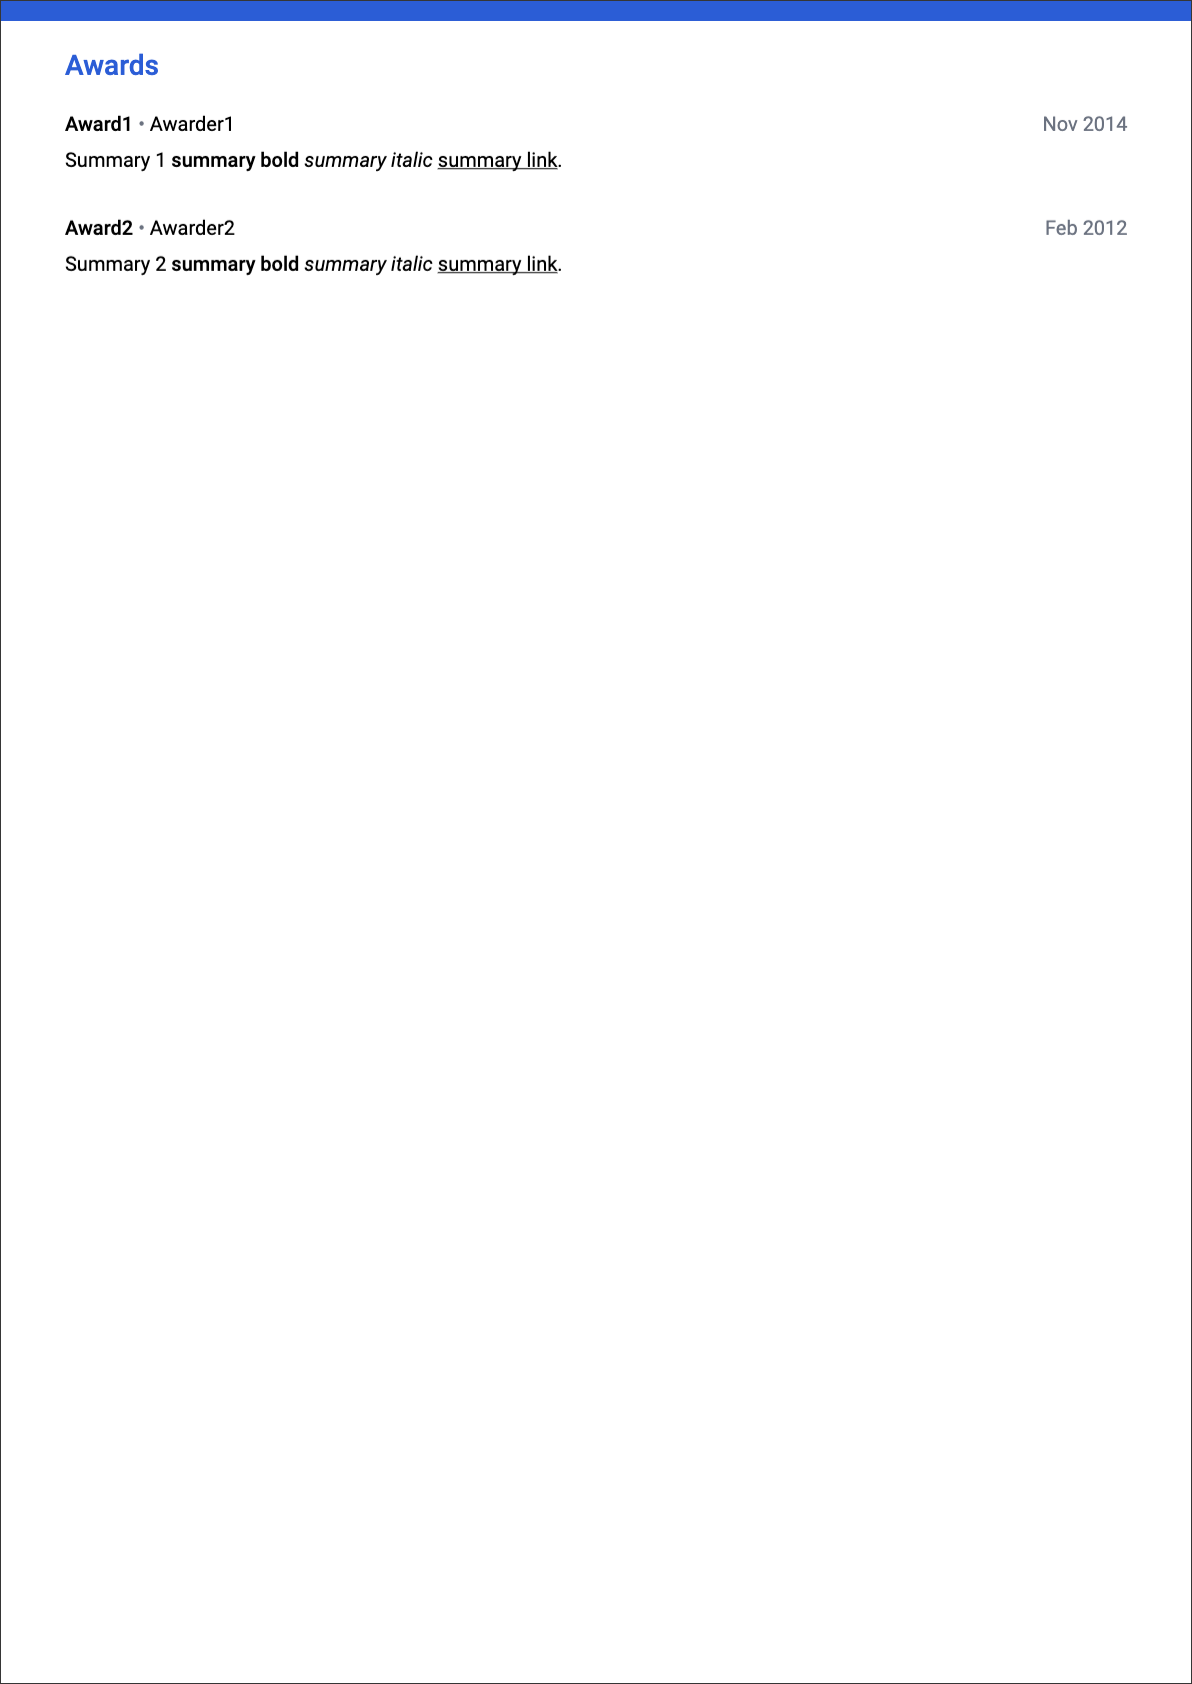 Awards
Award1 • Awarder1 Nov 2014
Summary 1 summary bold summary italic summary link.
Award2 • Awarder2 Feb 2012
Summary 2 summary bold summary italic summary link.